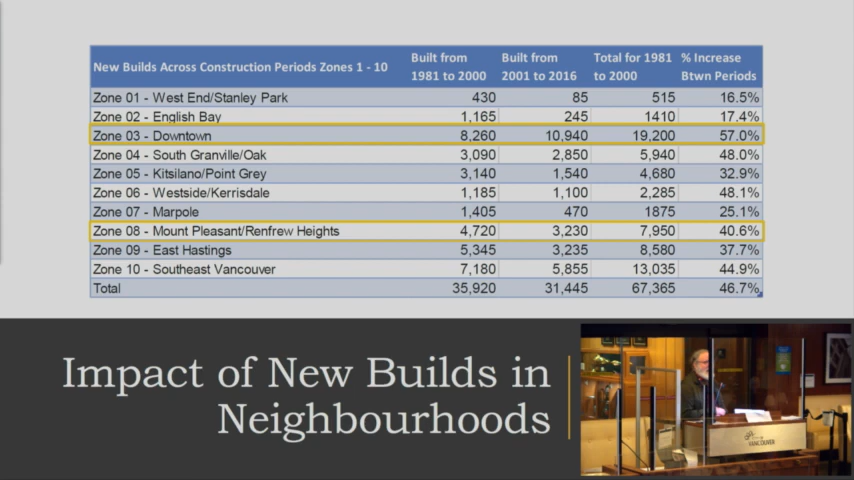 New Builds Across Construction Periods Zones 1 - 10 Built from 1981 to 2000 Built from 2001 to 2016 Total for 1981 to 2000 % Increase Btwn Periods
Zone 01 - West End/Stanley Park 430 85 515 16.5%
Zone 02 - English Bay 1,165 245 1410 17.4%
Zone 03 - Downtown 8,260 10,940 19,200 57.0%
Zone 04 - South Granville/Oak 3,090 2,850 5,940 48.0%
Zone 05 - Kitsilano/Point Grey 3,140 1,540 4,680 32.9%
Zone 06 - Westside/Kerrisdale 1,185 1,100 2,285 48.1%
Zone 07 - Marpole 1,405 470 1875 25.1%
Zone 08 - Mount Pleasant/Renfrew Heights 4,720 3,230 7,950 40.6%
Zone 09 - East Hastings 5,345 3,235 8,580 37.7%
Zone 10 - Southeast Vancouver 7,180 5,855 13,035 44.9%
Total 35,920 31,445 67,365 46.7%
Impact of New Builds in
Neighbourhoods
VANCOUVER